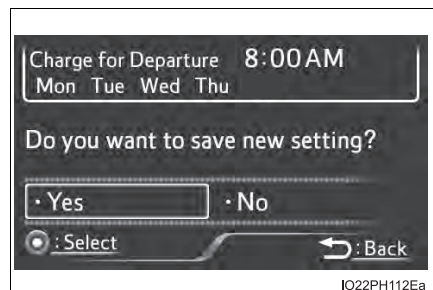 Charge for Departure 8:00AM
Mon Tue Wed Thu
Do you want to save new setting?
· Yes · No
: Select : Back
IO22PH112Ea